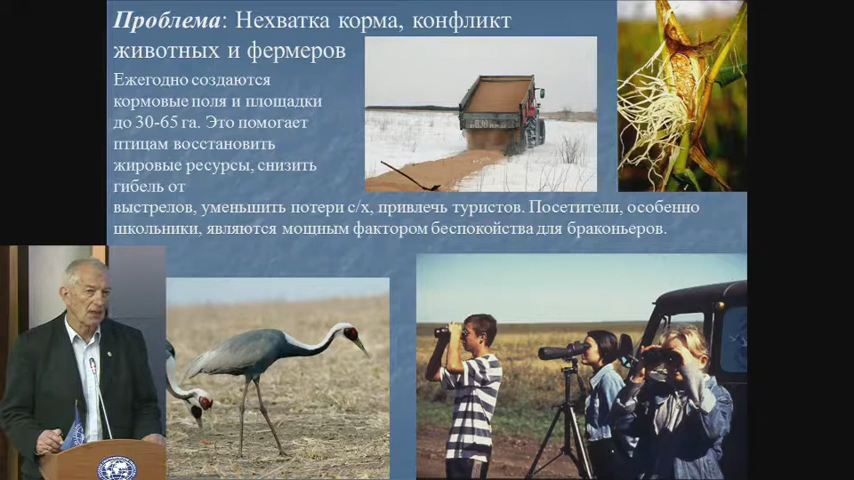 Проблема: Нехватка корма, конфликт
животных и фермеров
Ежегодно создаются
кормовые поля и площадки
до 30-65 га. Это помогает
птицам восстановить
жировые ресурсы, снизить
гибель от
выстрелов, уменьшить потери с/х, привлечь туристов. Посетители, особенно
школьники, являются мощным фактором беспокойства для браконьеров.